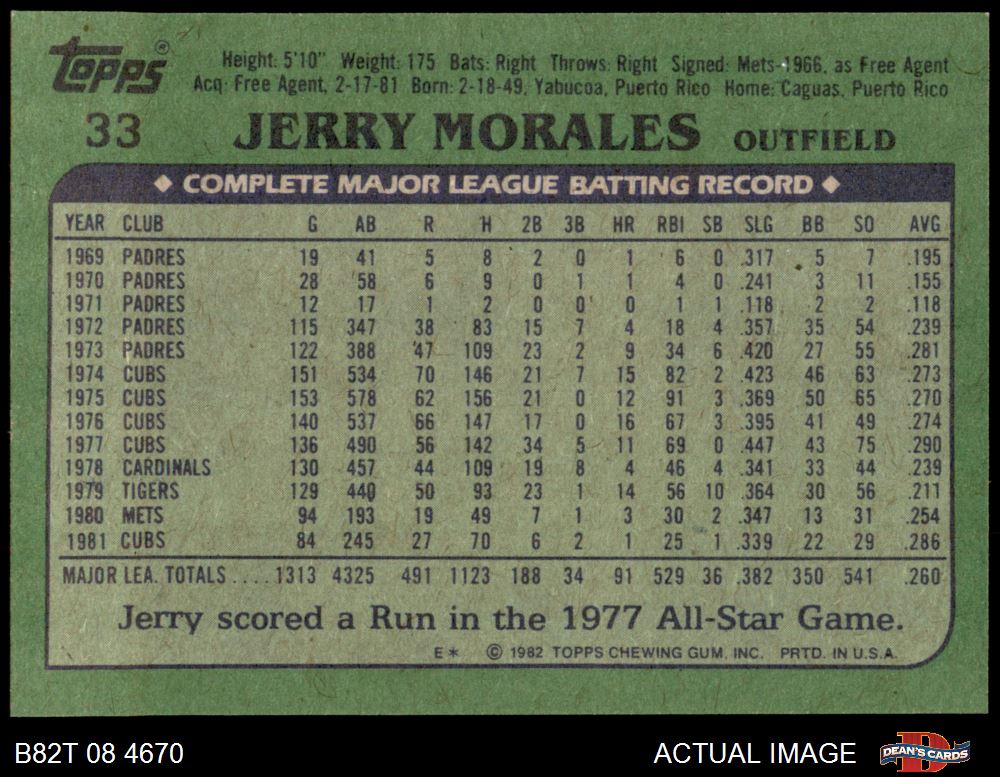 Topps®
Height: 5'10" Weight: 175 Bats: Right Throws: Right Signed: Mets-1966, as Free Agent
Acq: Free Agent, 2-17-81 Born: 2-18-49, Yabucoa, Puerto Rico Home: Caguas, Puerto Rico
33 JERRY MORALES OUTFIELD
◆ COMPLETE MAJOR LEAGUE BATTING RECORD ◆
YEAR CLUB G AB R H 2B 3B HR RBI SB SLG BB SO AVG
1969 PADRES 19 41 5 8 2 0 1 6 0 .317 5 7 .195
1970 PADRES 28 58 6 9 0 1 1 4 0 .241 3 11 .155
1971 PADRES 12 17 1 2 0 0 0 1 1 .118 2 2 .118
1972 PADRES 115 347 38 83 15 7 4 18 4 .357 35 54 .239
1973 PADRES 122 388 47 109 23 2 9 34 6 .420 27 55 .281
1974 CUBS 151 534 70 146 21 7 15 82 2 .423 46 63 .273
1975 CUBS 153 578 62 156 21 0 12 91 3 .369 50 65 .270
1976 CUBS 140 537 66 147 17 0 16 67 3 .395 41 49 .274
1977 CUBS 136 490 56 142 34 5 11 69 0 .447 43 75 .290
1978 CARDINALS 130 457 44 109 19 8 4 46 4 .341 33 44 .239
1979 TIGERS 129 440 50 93 23 1 14 56 10 .364 30 56 .211
1980 METS 94 193 19 49 7 1 3 30 2 .347 13 31 .254
1981 CUBS 84 245 27 70 6 2 1 25 1 .339 22 29 .286
MAJOR LEA. TOTALS .... 1313 4325 491 1123 188 34 91 529 36 .382 350 541 .260
Jerry scored a Run in the 1977 All-Star Game.
E* © 1982 TOPPS CHEWING GUM, INC. PRTD. IN U.S.A.
B82T 08 4670 ACTUAL IMAGE DEAN'S CARDS